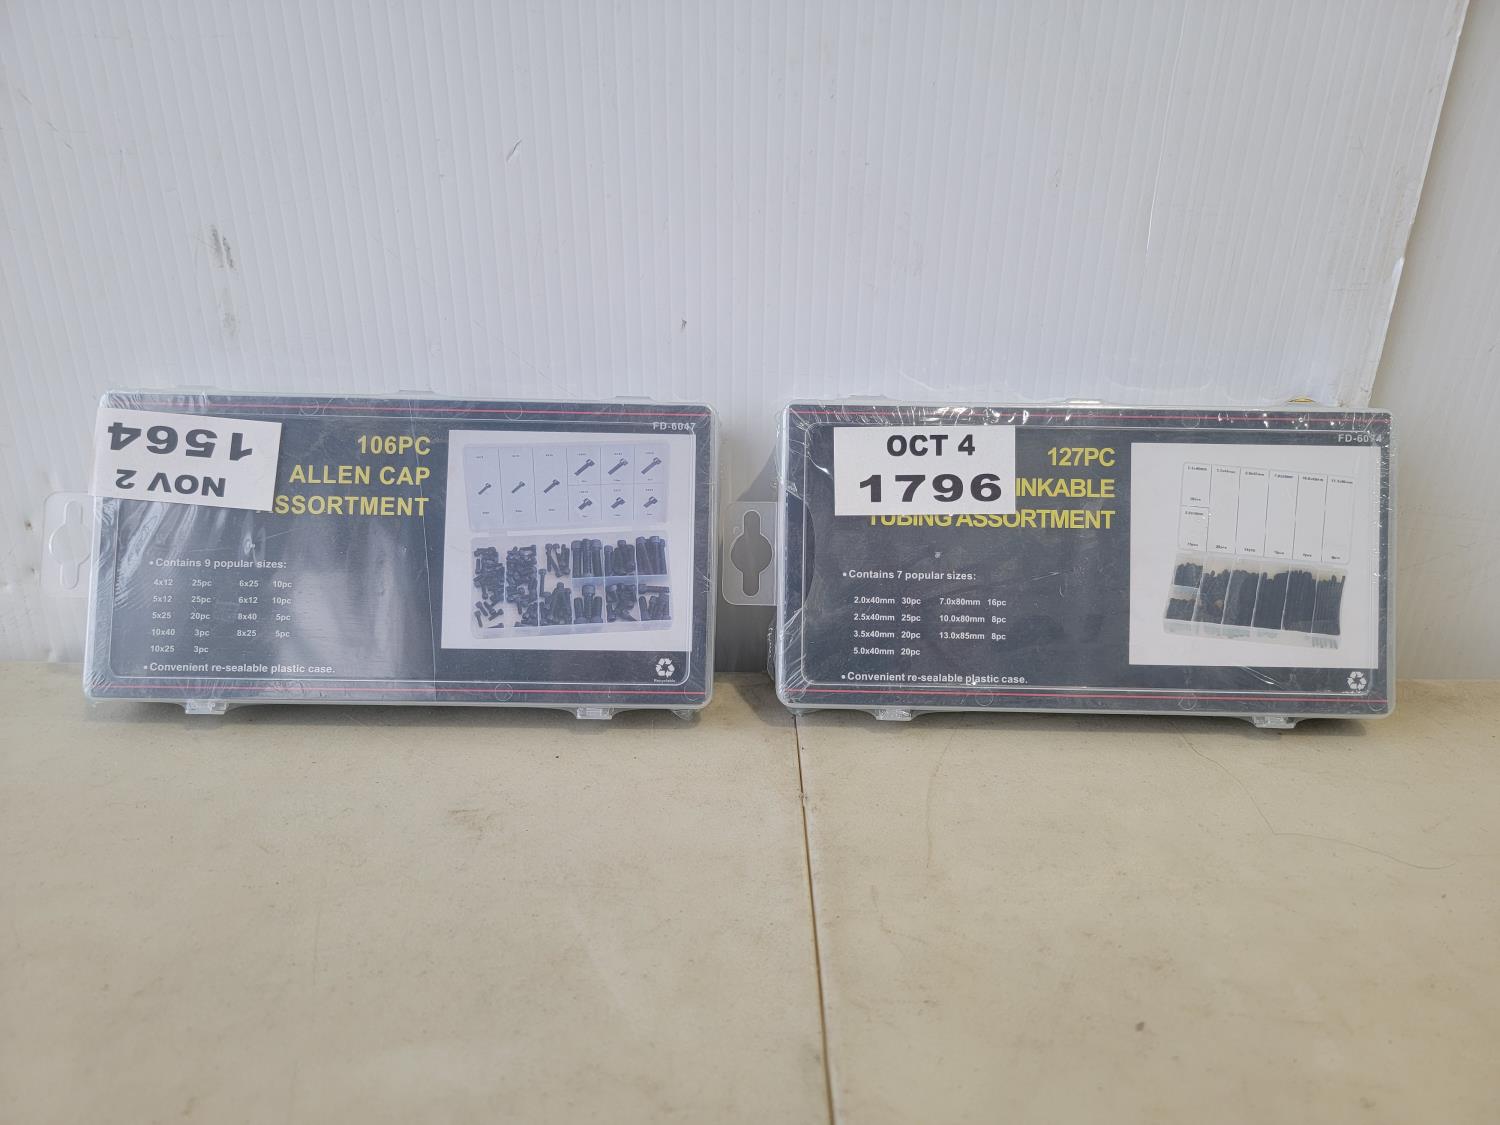 NOV 2
1564
106PC
ALLEN CAP
ASSORTMENT
FD-6047
• Contains 9 popular sizes:
4x12 25pc 6x25 10pc
5x12 25pc 6x12 10pc
5x25 20pc 8x40 5pc
10x40 3pc 8x25 5pc
10x25 3pc
• Convenient re-sealable plastic case.
Recyclable
OCT 4
1796
127PC
INKABLE
TUBING ASSORTMENT
FD-6074
• Contains 7 popular sizes:
2.0x40mm 30pc 7.0x80mm 16pc
2.5x40mm 25pc 10.0x80mm 8pc
3.5x40mm 20pc 13.0x85mm 8pc
5.0x40mm 20pc
• Convenient re-sealable plastic case.